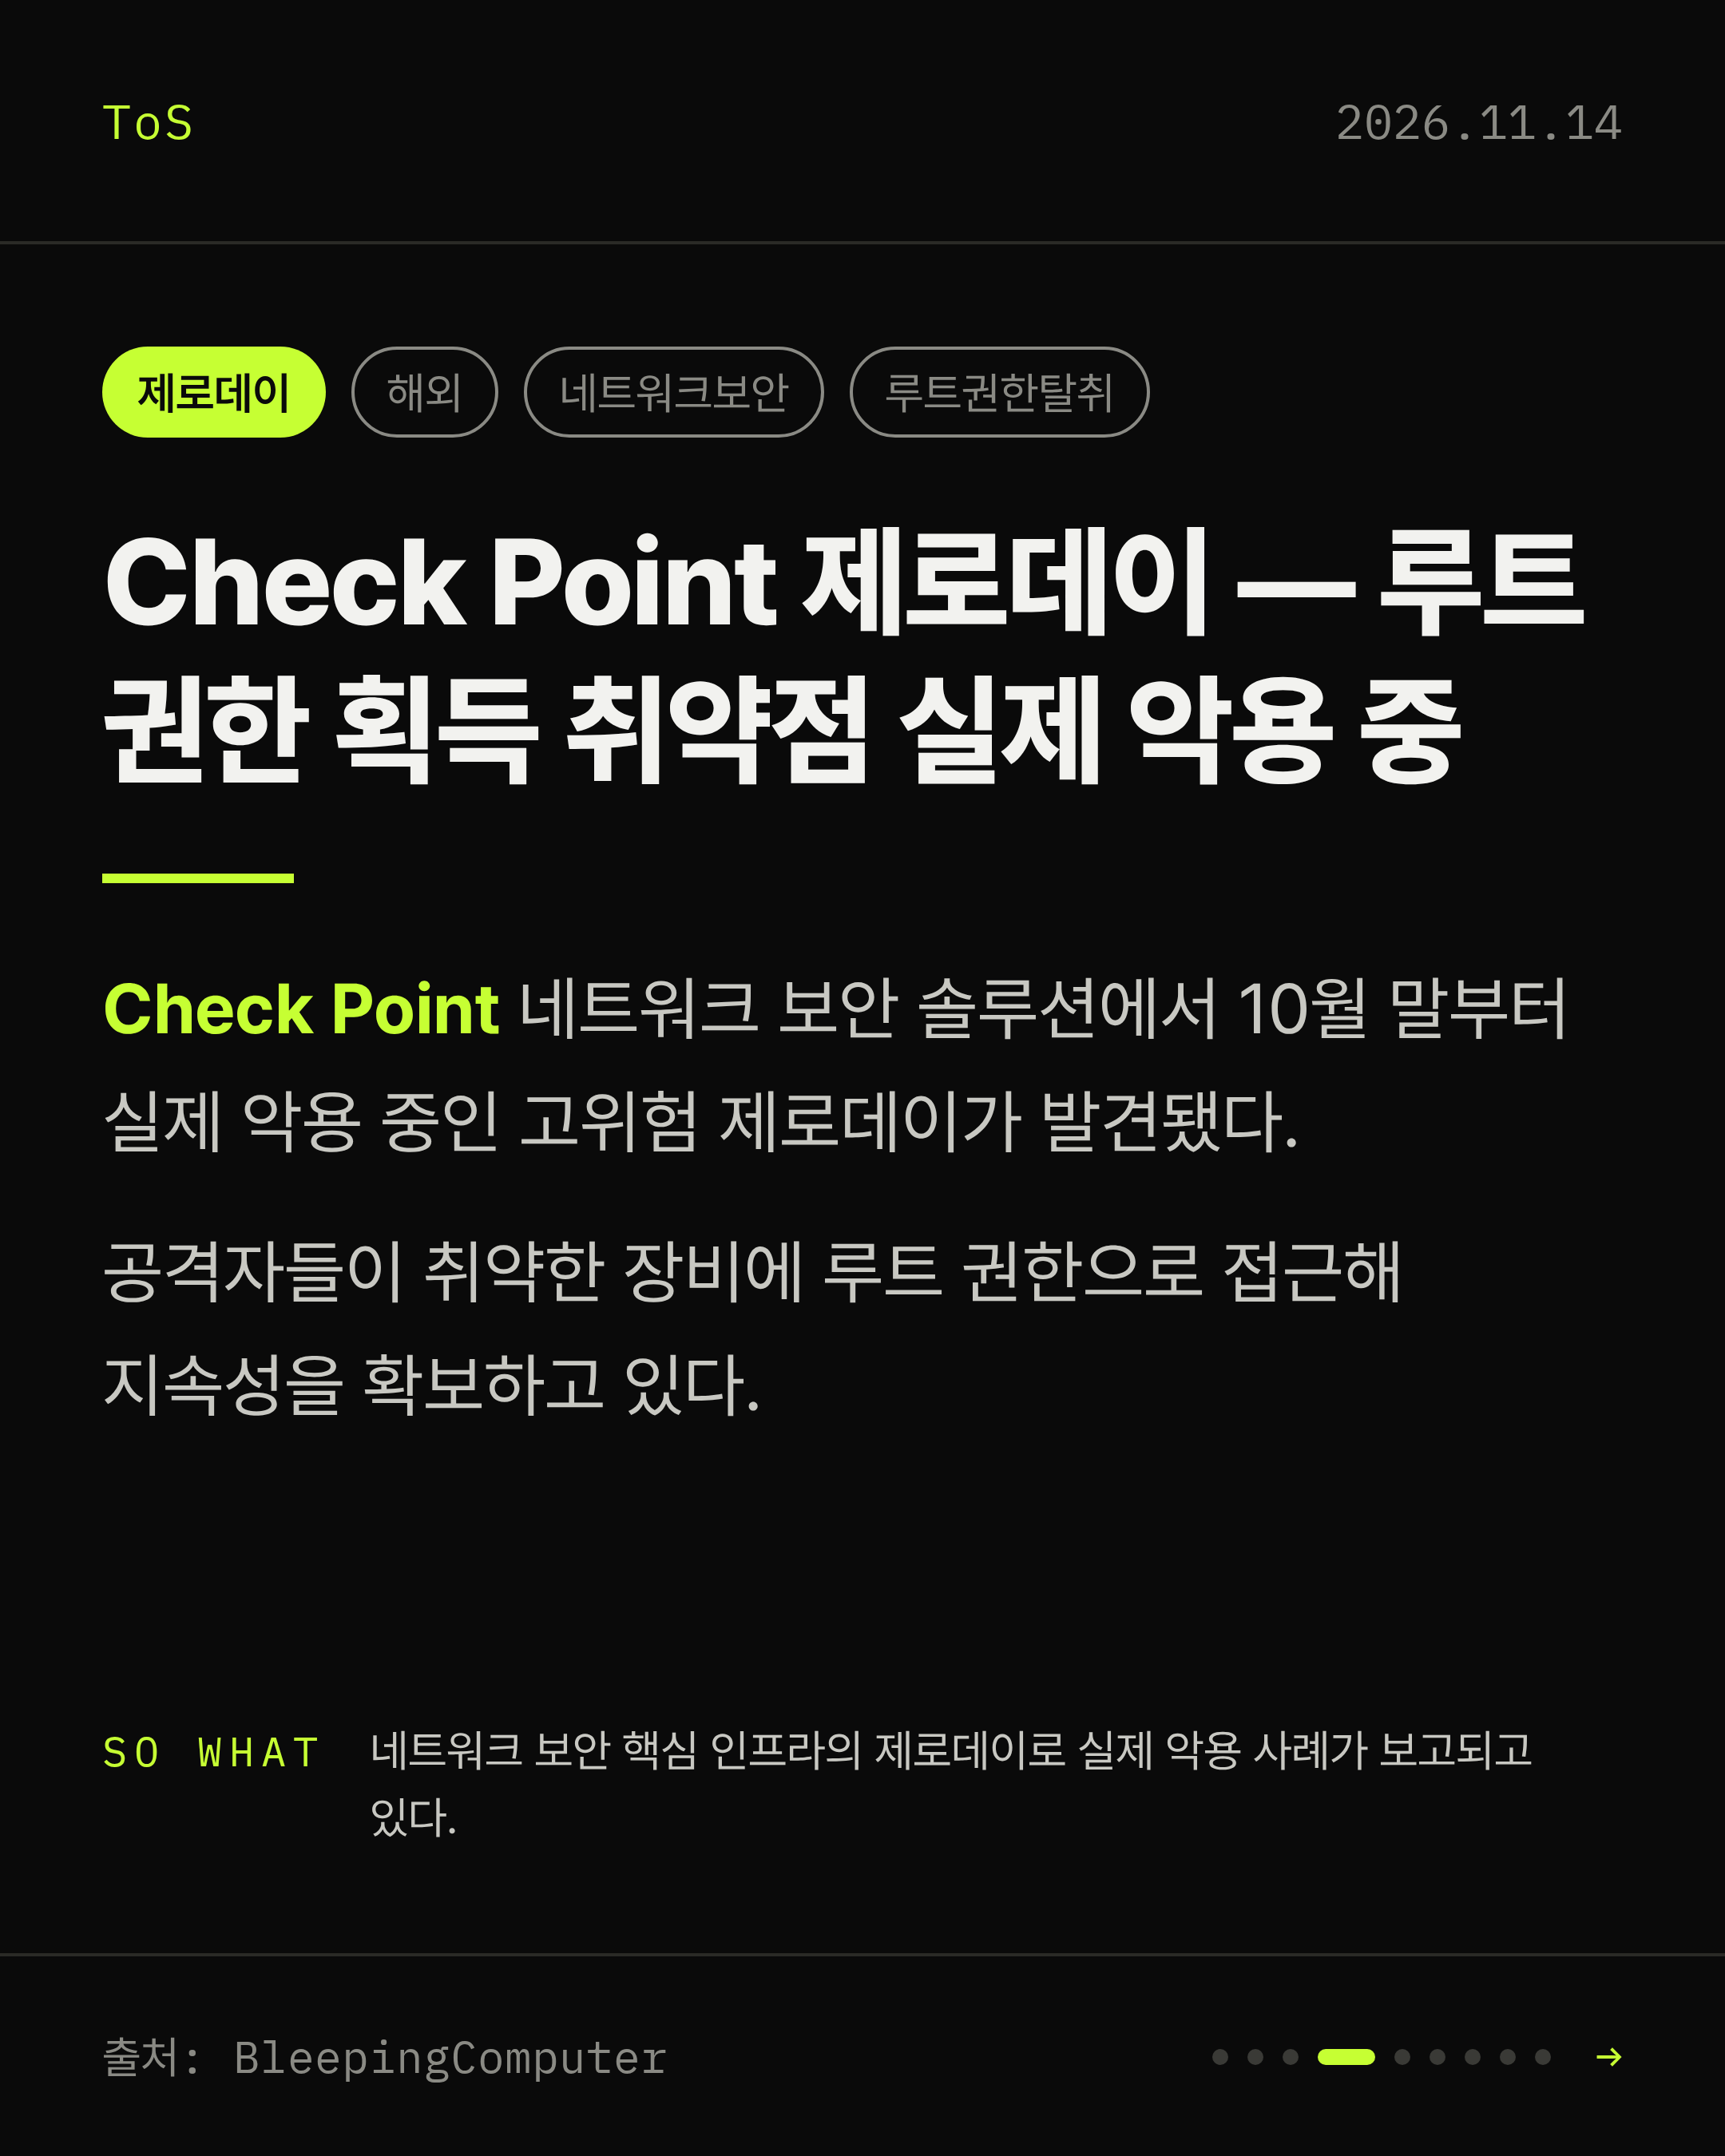 ToS
2026.11.14
제로데이
해외
네트워크보안
루트권한탈취
Check Point 제로데이 — 루트
권한 획득 취약점 실제 악용 중
Check Point 네트워크 보안 솔루션에서 10월 말부터
실제 악용 중인 고위험 제로데이가 발견됐다.
공격자들이 취약한 장비에 루트 권한으로 접근해
지속성을 확보하고 있다.
SO WHAT
네트워크 보안 핵심 인프라의 제로데이로 실제 악용 사례가 보고되고
있다.
출처: BleepingComputer
→